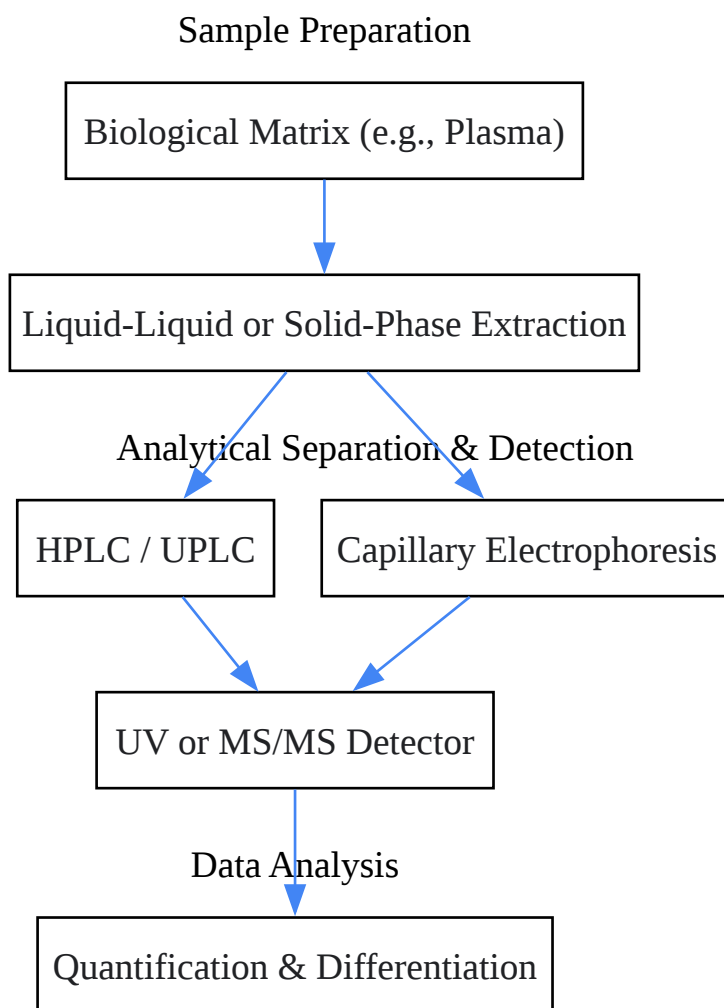 Sample Preparation
Biological Matrix (e.g., Plasma)
Liquid-Liquid or Solid-Phase Extraction
Analytical Separation & Detection
HPLC / UPLC
Capillary Electrophoresis
UV or MS/MS Detector
Data Analysis
Quantification & Differentiation